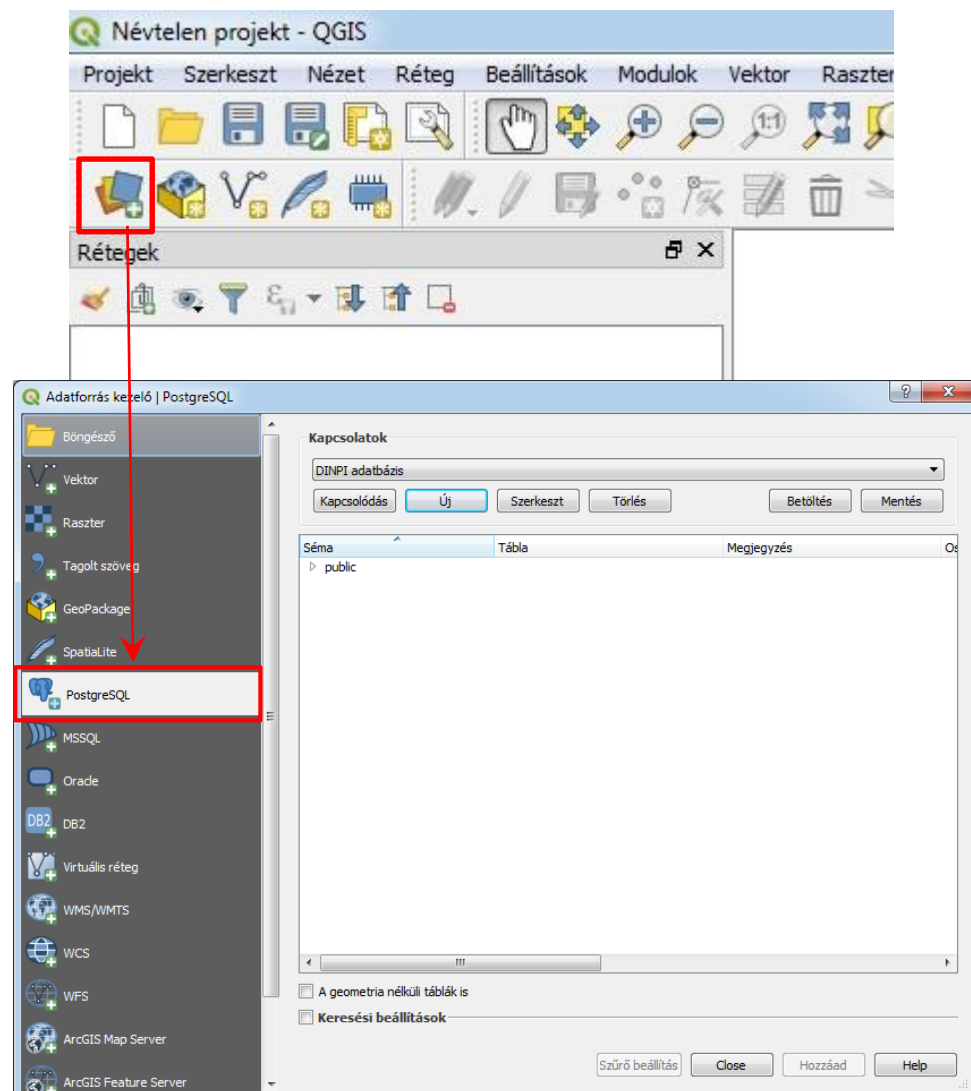 Névtelen projekt - QGIS
Projekt Szerkeszt Nézet Réteg Beállítások Modulok Vektor Raszter
1:1
Rétegek
Adatforrás kezelő | PostgreSQL
Böngésző
Vektor
Raszter
Tagolt szöveg
GeoPackage
SpatiaLite
PostgreSQL
MSSQL
Oracle
DB2 DB2
Virtuális réteg
WMS/WMTS
WCS
WFS
ArcGIS Map Server
ArcGIS Feature Server
Kapcsolatok
DINPI adatbázis
Kapcsolódás Új Szerkeszt Törlés Betöltés Mentés
Séma Tábla Megjegyzés Os
public
A geometria nélküli táblák is
Keresési beállítások
Szűrő beállítás Close Hozzáad Help